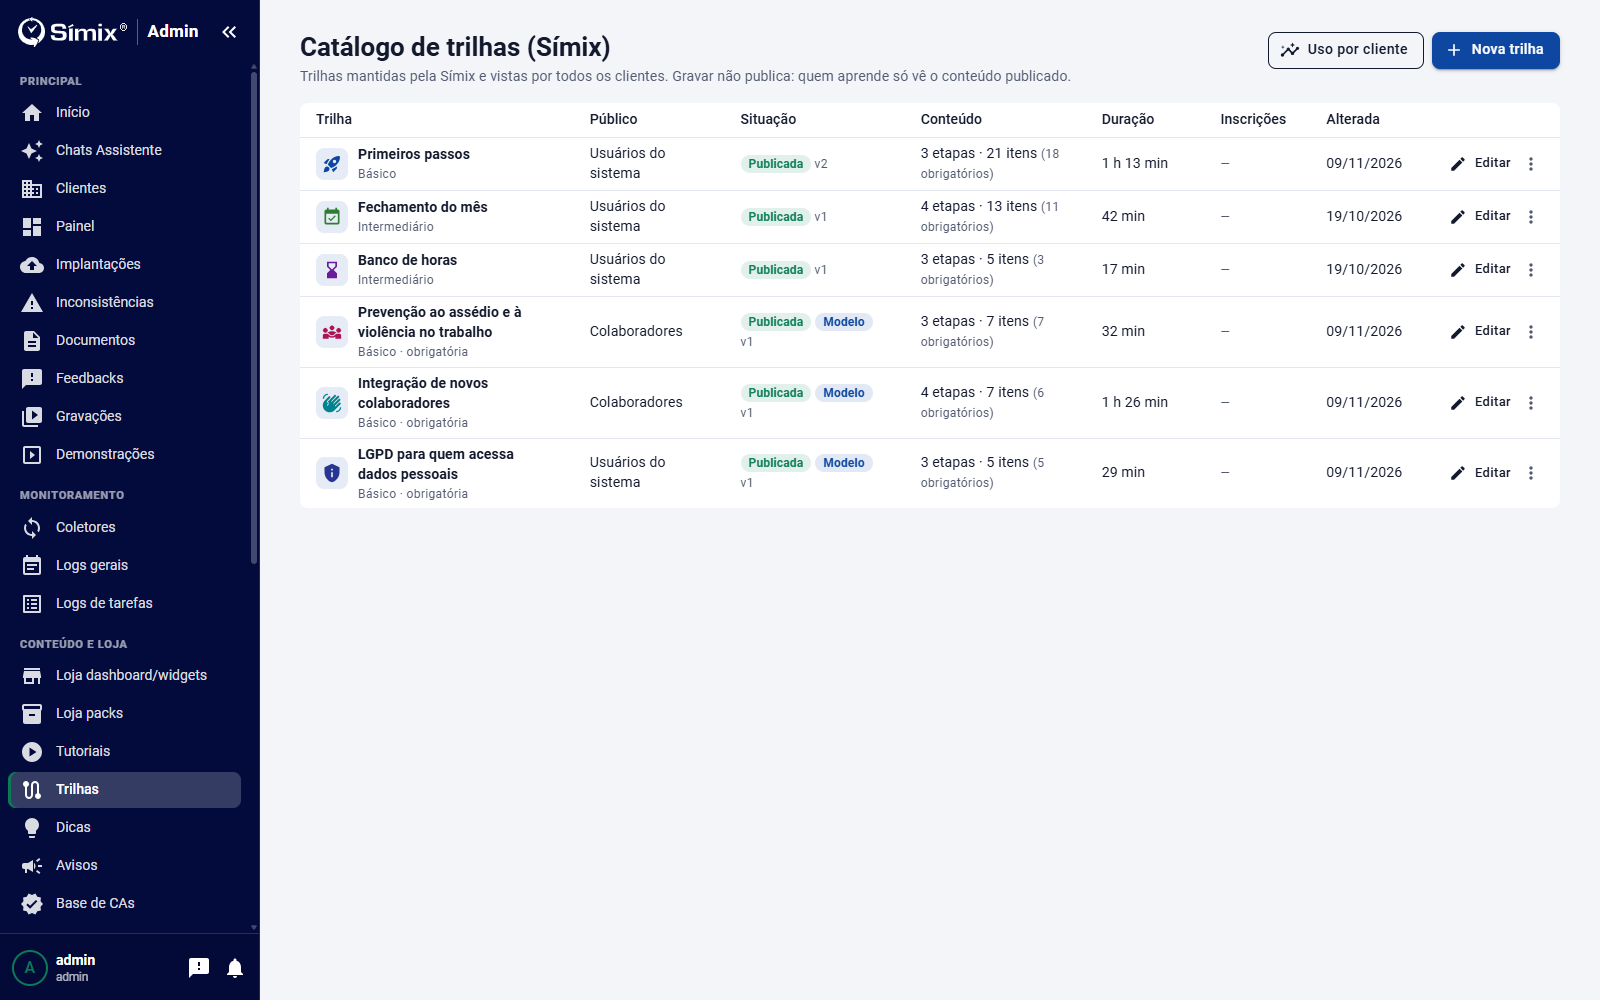 Símix® Admin
PRINCIPAL
Início
Chats Assistente
Clientes
Painel
Implantações
Inconsistências
Documentos
Feedbacks
Gravações
Demonstrações
MONITORAMENTO
Coletores
Logs gerais
Logs de tarefas
CONTEÚDO E LOJA
Loja dashboard/widgets
Loja packs
Tutoriais
Trilhas
Dicas
Avisos
Base de CAs
A
admin
admin
Catálogo de trilhas (Símix)
Trilhas mantidas pela Símix e vistas por todos os clientes. Gravar não publica: quem aprende só vê o conteúdo publicado.
Uso por cliente
Nova trilha
Trilha Público Situação Conteúdo Duração Inscrições Alterada
Primeiros passos
Básico
Usuários do
sistema
Publicada v2
3 etapas · 21 itens (18
obrigatórios)
1 h 13 min
–
09/11/2026
Editar
Fechamento do mês
Intermediário
Usuários do
sistema
Publicada v1
4 etapas · 13 itens (11
obrigatórios)
42 min
–
19/10/2026
Editar
Banco de horas
Intermediário
Usuários do
sistema
Publicada v1
3 etapas · 5 itens (3
obrigatórios)
17 min
–
19/10/2026
Editar
Prevenção ao assédio e à
violência no trabalho
Básico · obrigatória
Colaboradores
Publicada Modelo
v1
3 etapas · 7 itens (7
obrigatórios)
32 min
–
09/11/2026
Editar
Integração de novos
colaboradores
Básico · obrigatória
Colaboradores
Publicada Modelo
v1
4 etapas · 7 itens (6
obrigatórios)
1 h 26 min
–
09/11/2026
Editar
LGPD para quem acessa
dados pessoais
Básico · obrigatória
Usuários do
sistema
Publicada Modelo
v1
3 etapas · 5 itens (5
obrigatórios)
29 min
–
09/11/2026
Editar